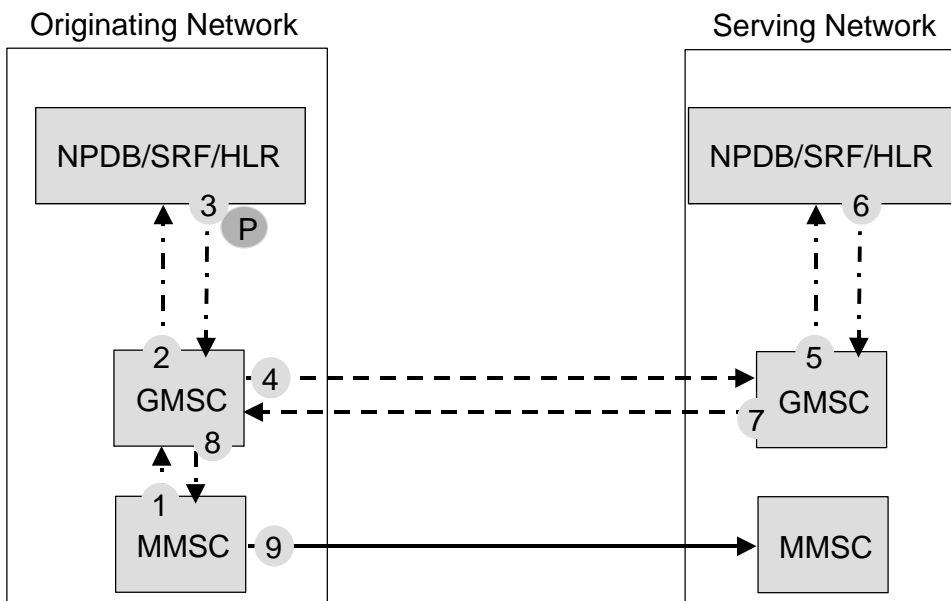 Originating Network
Serving Network
NPDB/SRF/HLR
NPDB/SRF/HLR
3
6
P
2
5
4
GMSC
GMSC
7
8
1
MMSC
9
MMSC